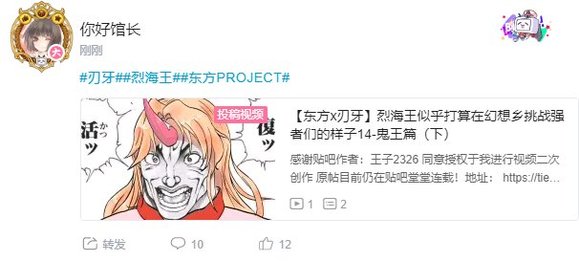 你好馆长
刚刚
#刃牙##烈海王##东方PROJECT#
投稿视频
活ッ
かつ
復ッ
【东方x刃牙】烈海王似乎打算在幻想乡挑战强
者们的样子14-鬼王篇（下）
感谢贴吧作者：王子2326 同意授权于我进行视频二次
创作 原帖目前仍在贴吧堂堂连载！地址： https://tie...
1 2
转发 10 12